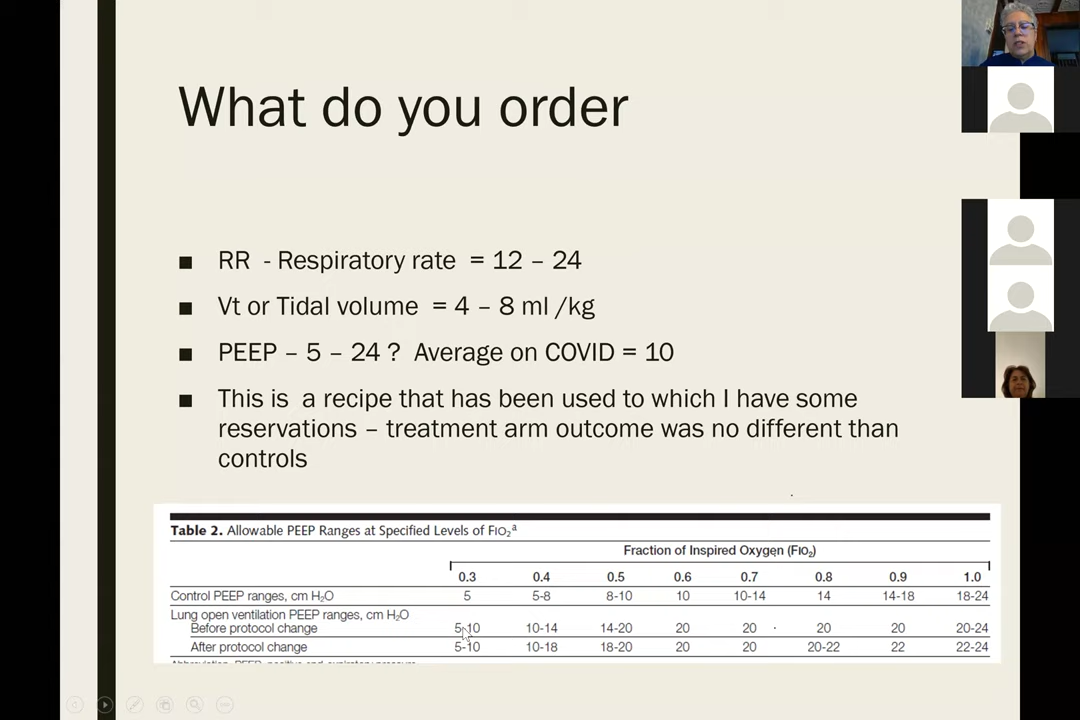 What do you order
■ RR - Respiratory rate = 12 – 24
■ Vt or Tidal volume = 4 – 8 ml /kg
■ PEEP – 5 – 24 ? Average on COVID = 10
■ This is a recipe that has been used to which I have some
reservations – treatment arm outcome was no different than
controls
Table 2. Allowable PEEP Ranges at Specified Levels of FIO2a
Fraction of Inspired Oxygen (FIO2)
0.3 0.4 0.5 0.6 0.7 0.8 0.9 1.0
Control PEEP ranges, cm H2O 5 5-8 8-10 10 10-14 14 14-18 18-24
Lung open ventilation PEEP ranges, cm H2O
Before protocol change 5-10 10-14 14-20 20 20 20 20 20-24
After protocol change 5-10 10-18 18-20 20 20 20-22 22 22-24